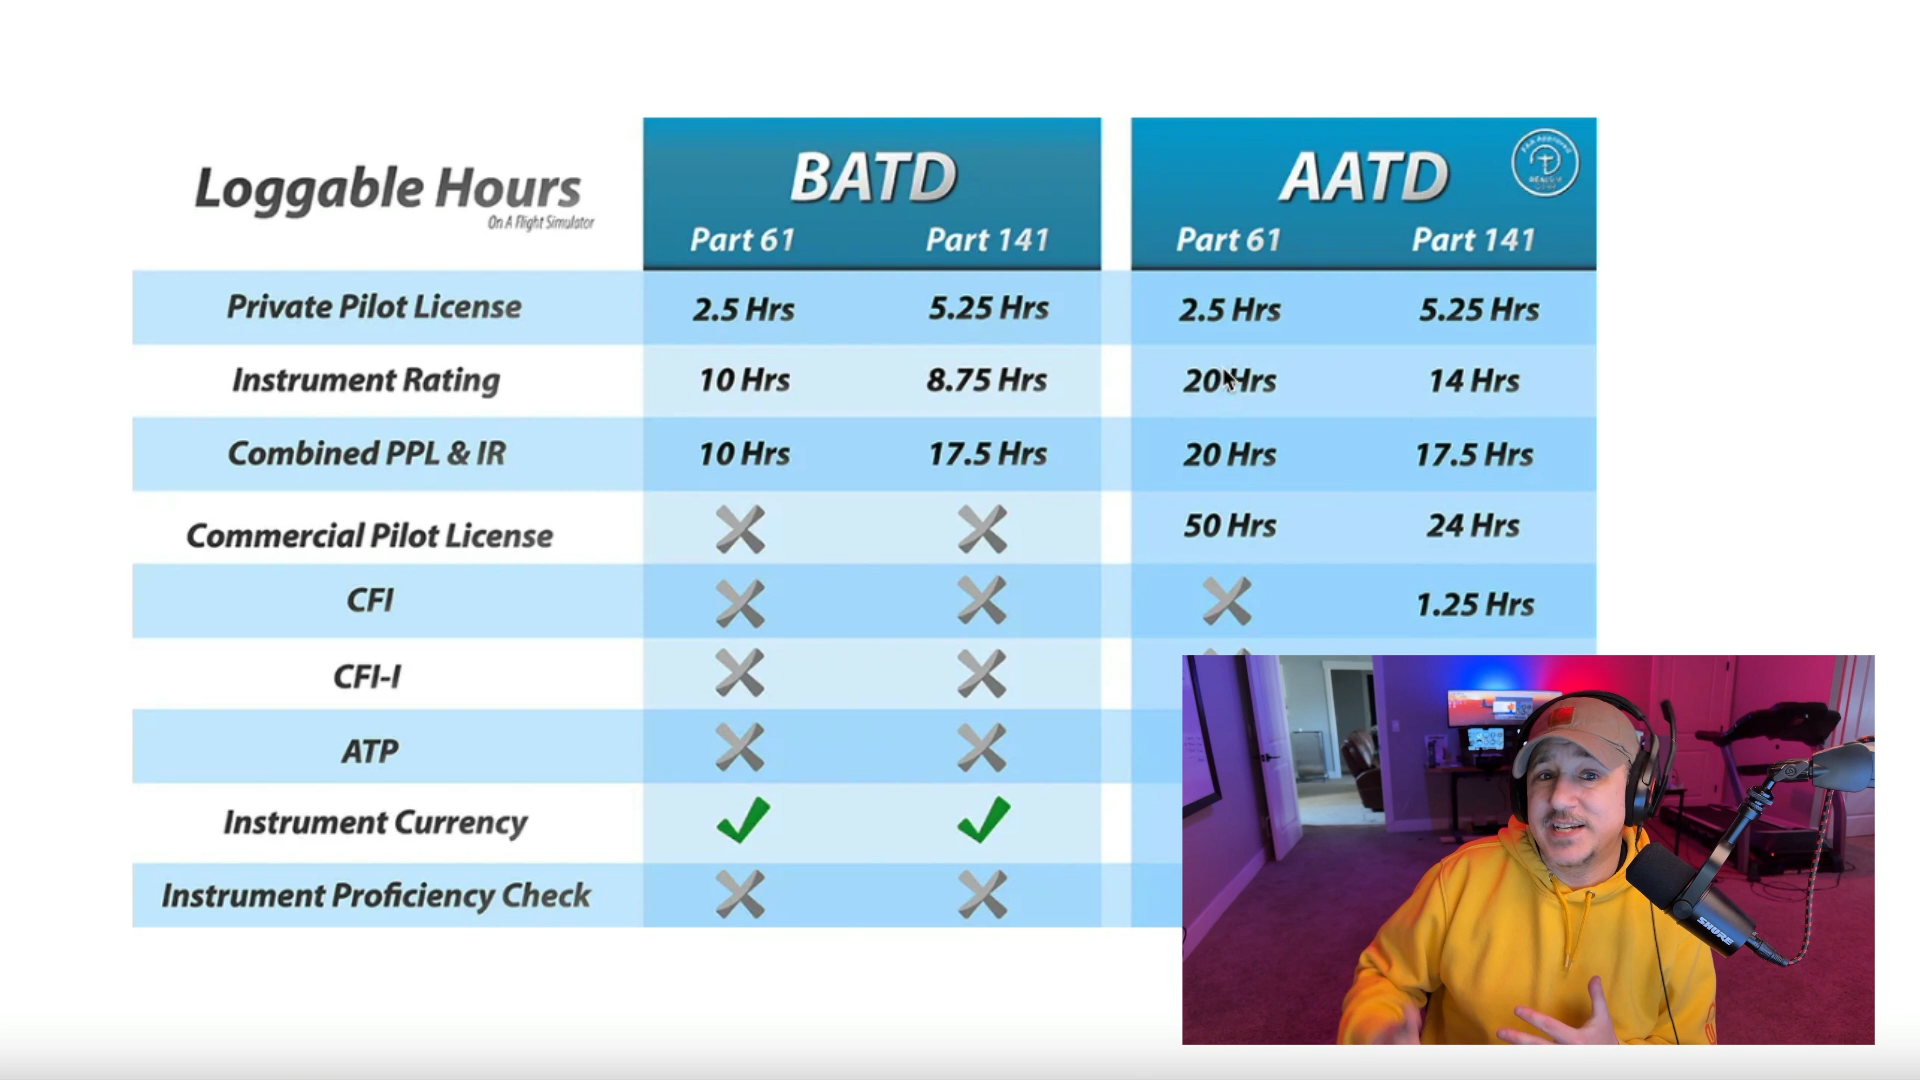 Loggable Hours
On A Flight Simulator
BATD
AATD
Part 61
Part 141
Part 61
Part 141
Private Pilot License
2.5 Hrs
5.25 Hrs
2.5 Hrs
5.25 Hrs
Instrument Rating
10 Hrs
8.75 Hrs
20 Hrs
14 Hrs
Combined PPL & IR
10 Hrs
17.5 Hrs
20 Hrs
17.5 Hrs
Commercial Pilot License
50 Hrs
24 Hrs
CFI
1.25 Hrs
CFI-I
ATP
Instrument Currency
Instrument Proficiency Check
SHURE